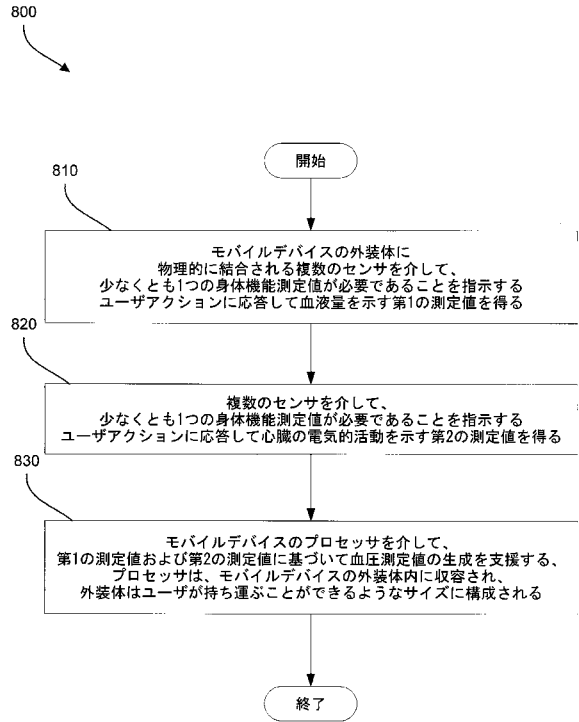 800
開始
810
モバイルデバイスの外装体に
物理的に結合される複数のセンサを介して、
少なくとも1つの身体機能測定値が必要であることを指示する
ユーザアクションに応答して血液量を示す第1の測定値を得る
820
複数のセンサを介して、
少なくとも1つの身体機能測定値が必要であることを指示する
ユーザアクションに応答して心臓の電気的活動を示す第2の測定値を得る
830
モバイルデバイスのプロセッサを介して、
第1の測定値および第2の測定値に基づいて血圧測定値の生成を支援する、
プロセッサは、モバイルデバイスの外装体内に収容され、
外装体はユーザが持ち運ぶことができるようなサイズに構成される
終了